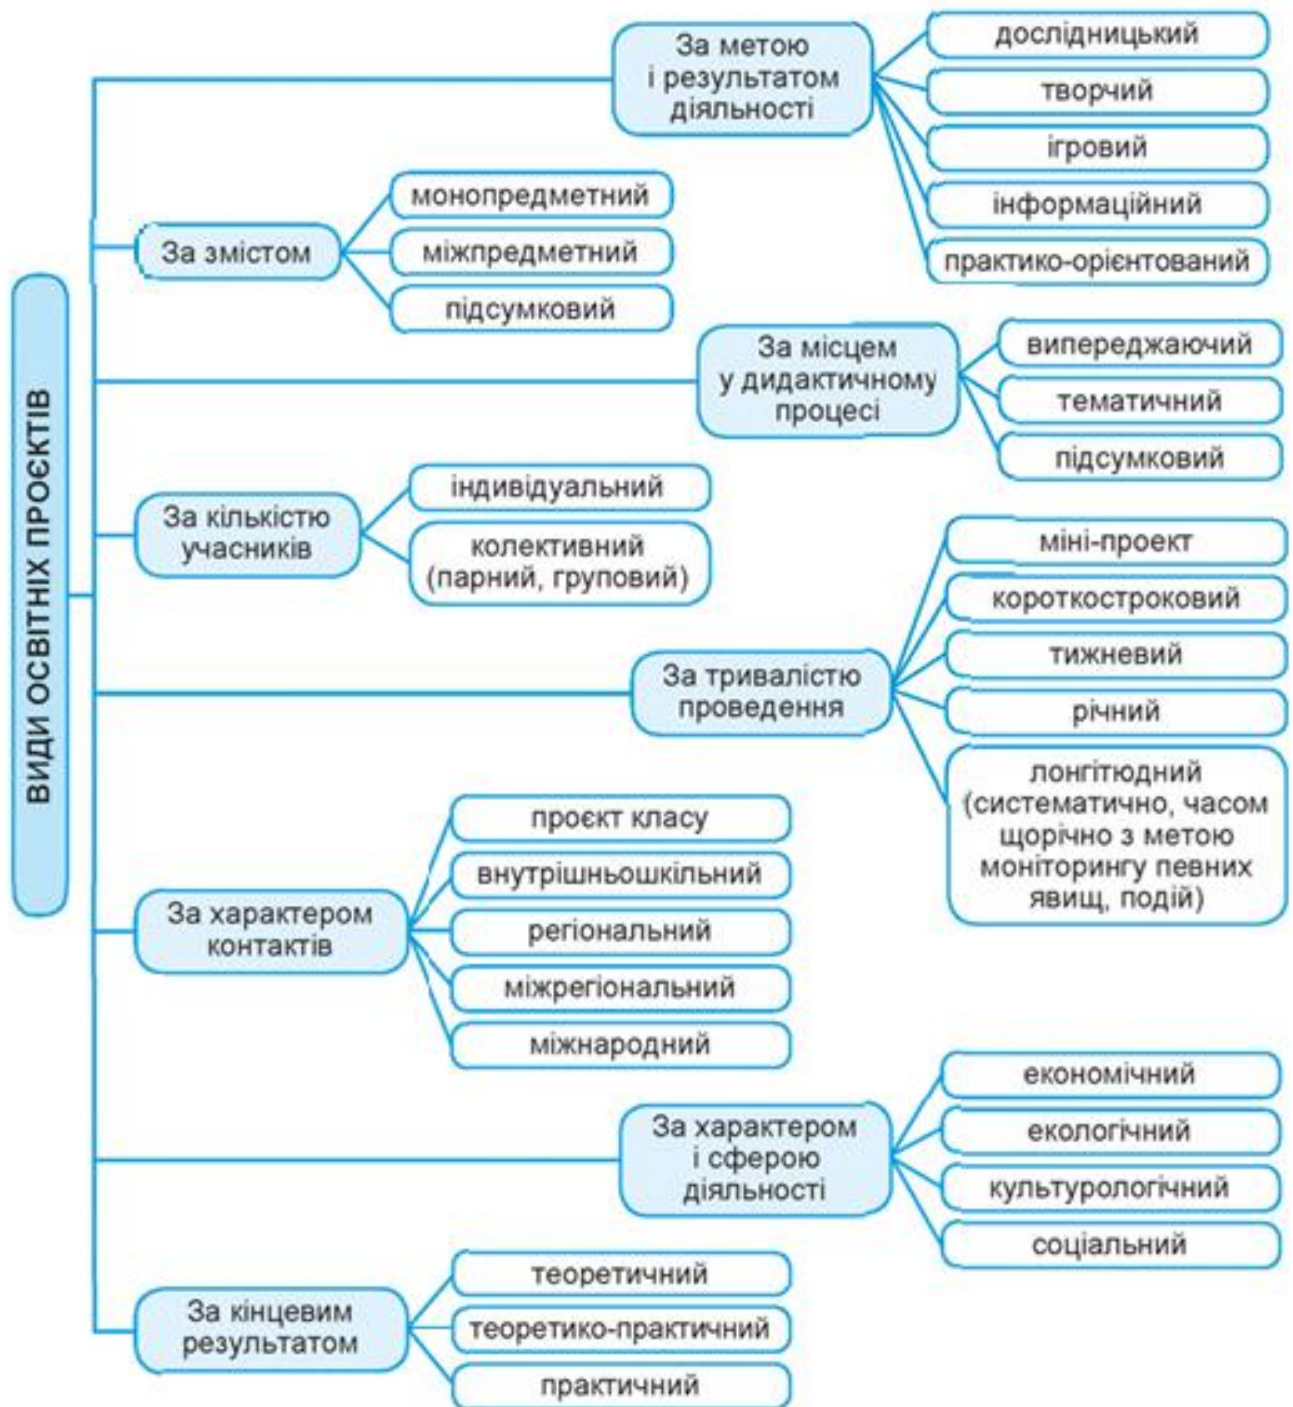 ВИДИ ОСВІТНІХ ПРОЄКТІВ
За метою
і результатом
діяльності
дослідницький
творчий
ігровий
інформаційний
практико-орієнтований
За змістом
монопредметний
міжпредметний
підсумковий
За місцем
у дидактичному
процесі
випереджаючий
тематичний
підсумковий
За кількістю
учасників
індивідуальний
колективний
(парний, груповий)
За тривалістю
проведення
міні-проект
короткостроковий
тижневий
річний
лонгітюдний
(систематично, часом
щорічно з метою
моніторингу певних
явищ, подій)
За характером
контактів
проєкт класу
внутрішньошкільний
регіональний
міжрегіональний
міжнародний
За характером
і сферою
діяльності
економічний
екологічний
культурологічний
соціальний
За кінцевим
результатом
теоретичний
теоретико-практичний
практичний